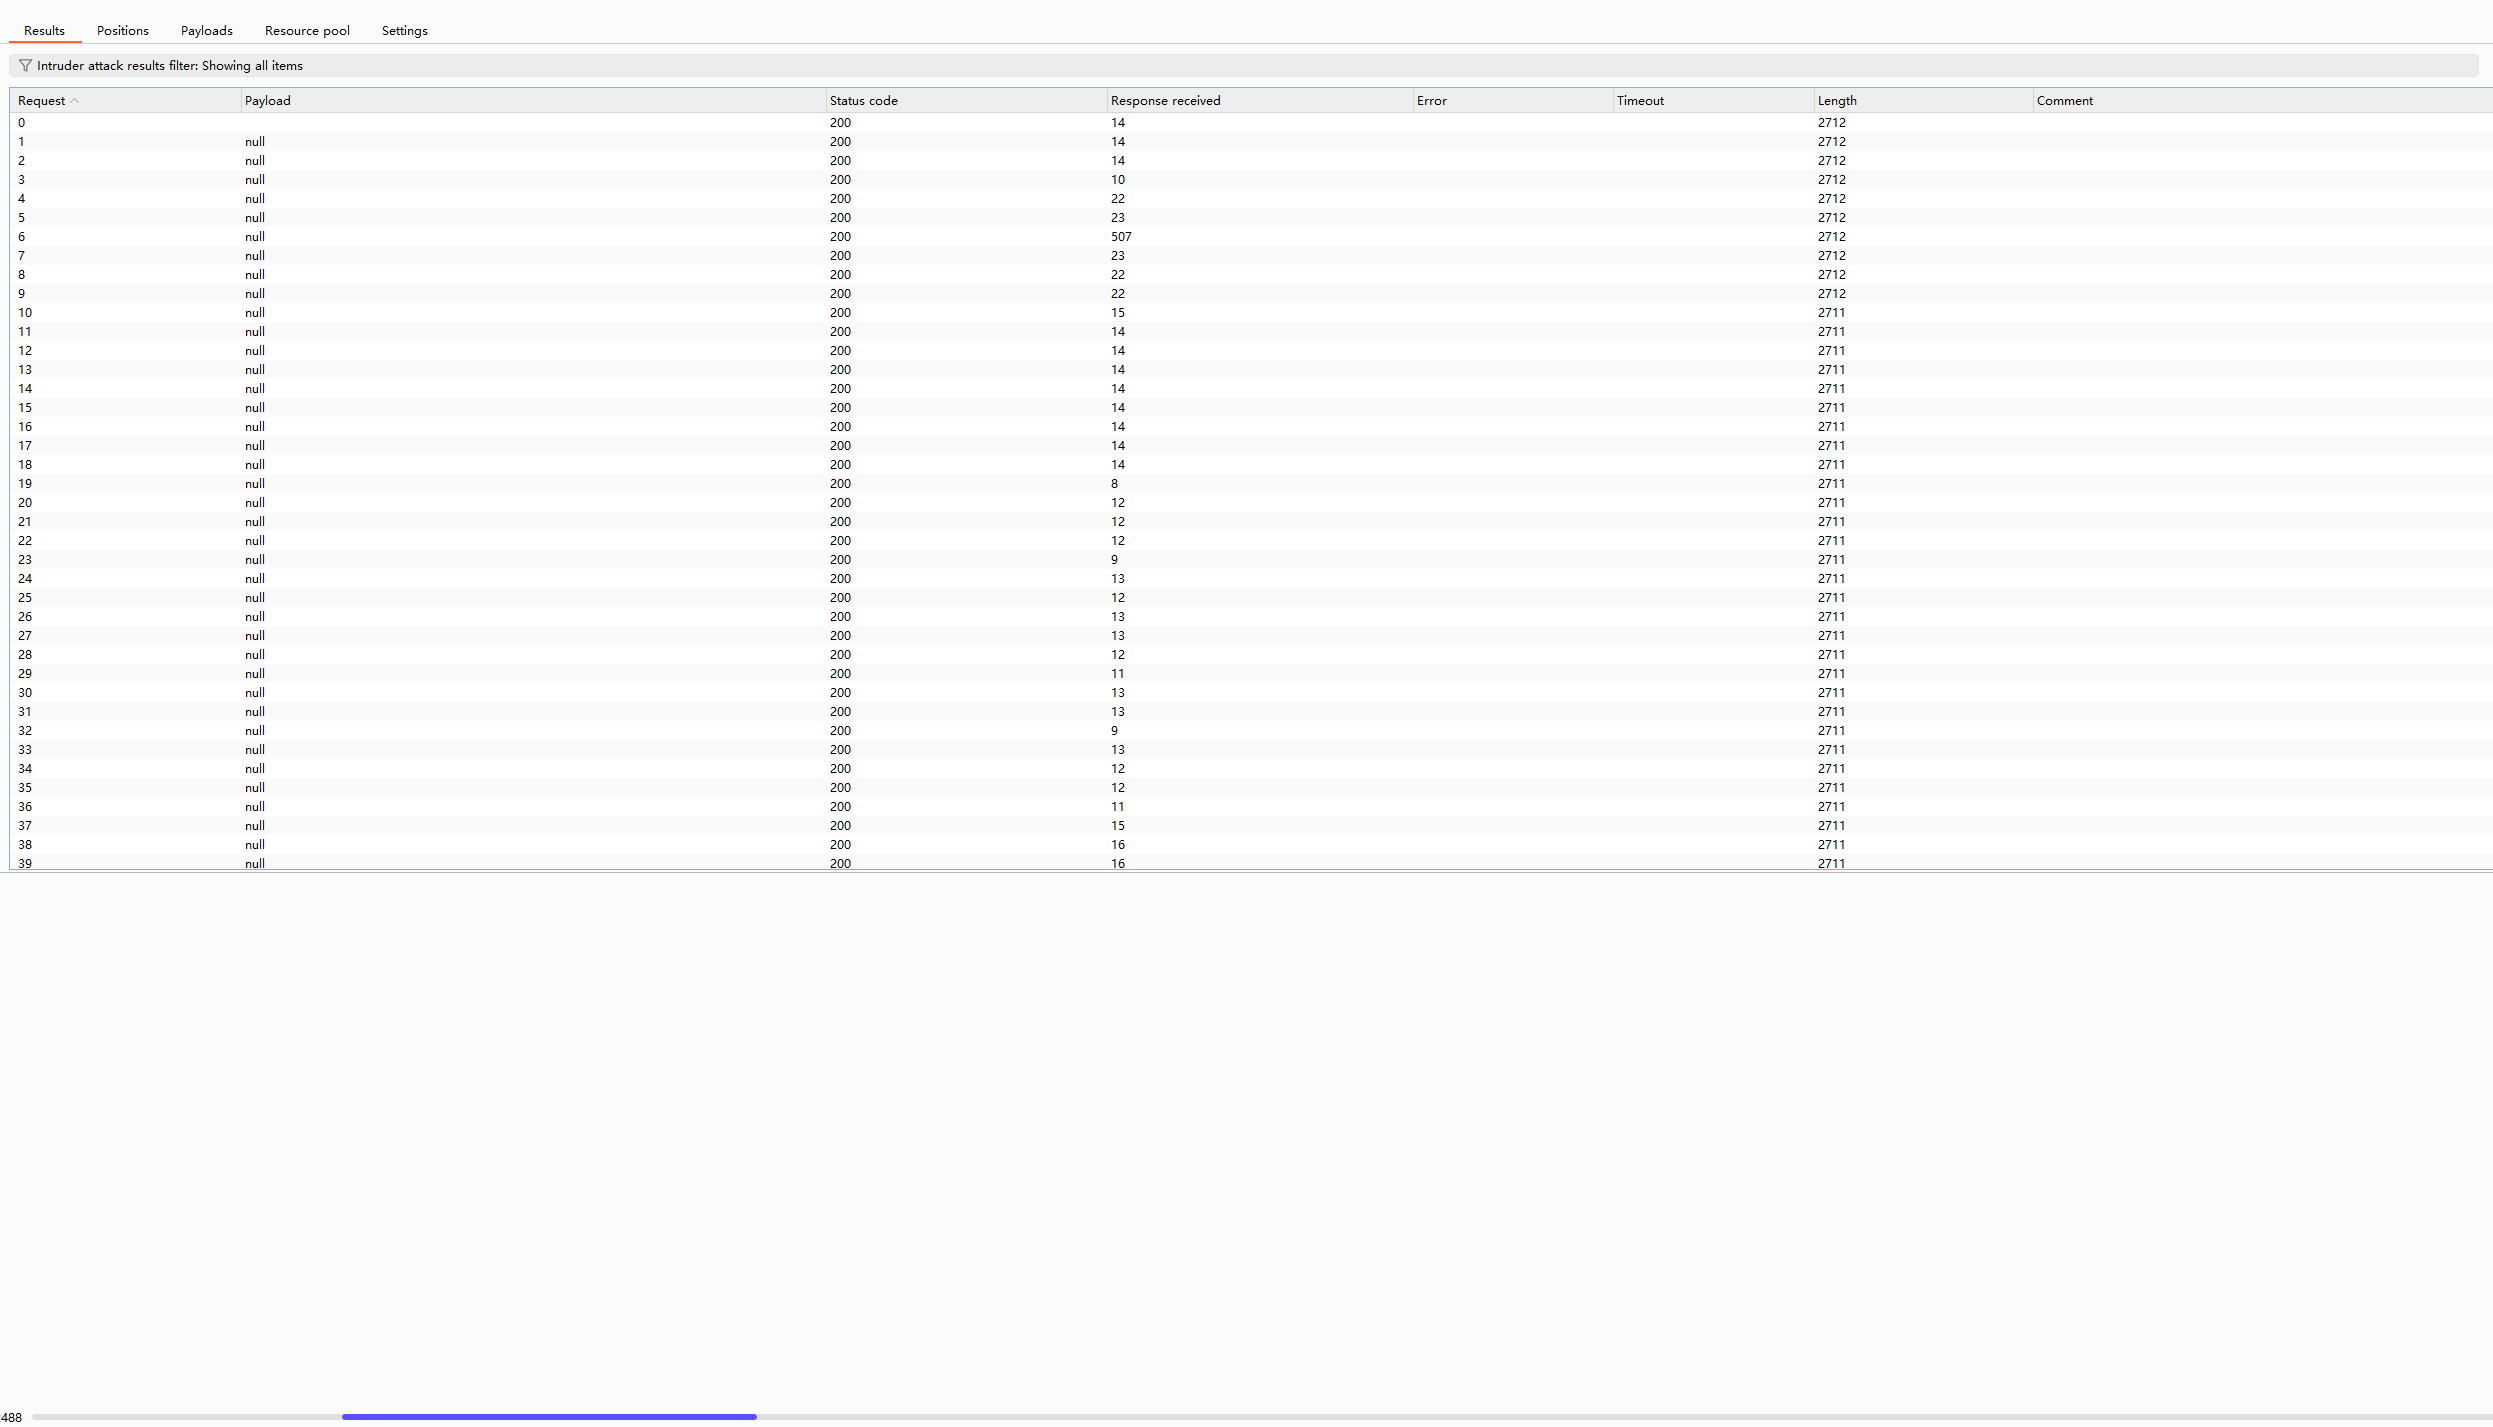 Results Positions Payloads Resource pool Settings
Intruder attack results filter: Showing all items
Request Payload Status code Response received Error Timeout Length Comment
0 200 14 2712
1 null 200 14 2712
2 null 200 14 2712
3 null 200 10 2712
4 null 200 22 2712
5 null 200 23 2712
6 null 200 507 2712
7 null 200 23 2712
8 null 200 22 2712
9 null 200 22 2712
10 null 200 15 2711
11 null 200 14 2711
12 null 200 14 2711
13 null 200 14 2711
14 null 200 14 2711
15 null 200 14 2711
16 null 200 14 2711
17 null 200 14 2711
18 null 200 14 2711
19 null 200 8 2711
20 null 200 12 2711
21 null 200 12 2711
22 null 200 12 2711
23 null 200 9 2711
24 null 200 13 2711
25 null 200 12 2711
26 null 200 13 2711
27 null 200 13 2711
28 null 200 12 2711
29 null 200 11 2711
30 null 200 13 2711
31 null 200 13 2711
32 null 200 9 2711
33 null 200 13 2711
34 null 200 12 2711
35 null 200 12 2711
36 null 200 11 2711
37 null 200 15 2711
38 null 200 16 2711
39 null 200 16 2711
488